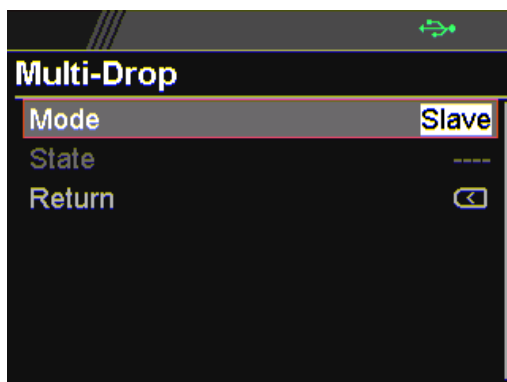 Multi-Drop
Mode Slave
State ----
Return